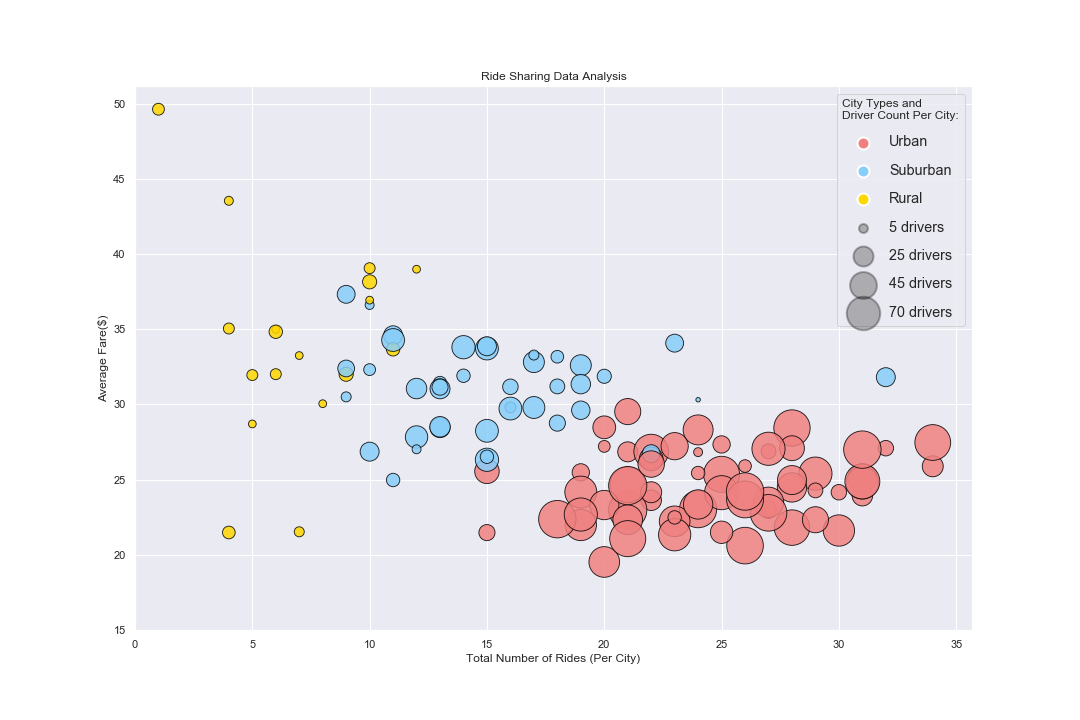 Ride Sharing Data Analysis
50
45
40
35
30
25
20
15
Average Fare($)
City Types and
Driver Count Per City:
Urban
Suburban
Rural
5 drivers
25 drivers
45 drivers
70 drivers
0 5 10 15 20 25 30 35
Total Number of Rides (Per City)